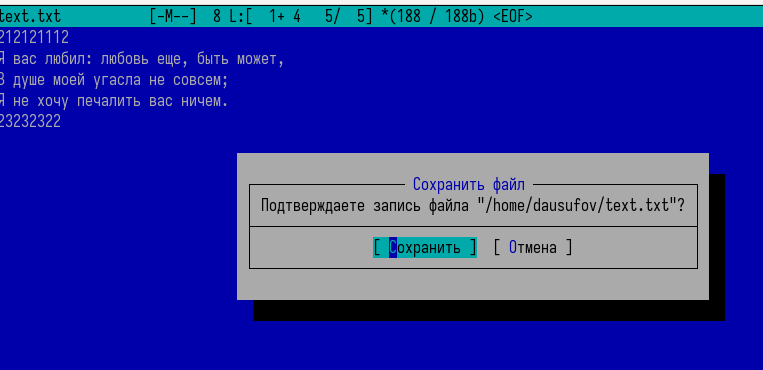 text.txt [-M--] 8 L:[ 1+ 4 5/ 5] *(188 / 188b) <EOF>
212121112
Я вас любил: любовь еще, быть может,
В душе моей угасла не совсем;
Я не хочу печалить вас ничем.
23232322
Сохранить файл
Подтверждаете запись файла "/home/dausufov/text.txt"?
[ Сохранить ] [ Отмена ]